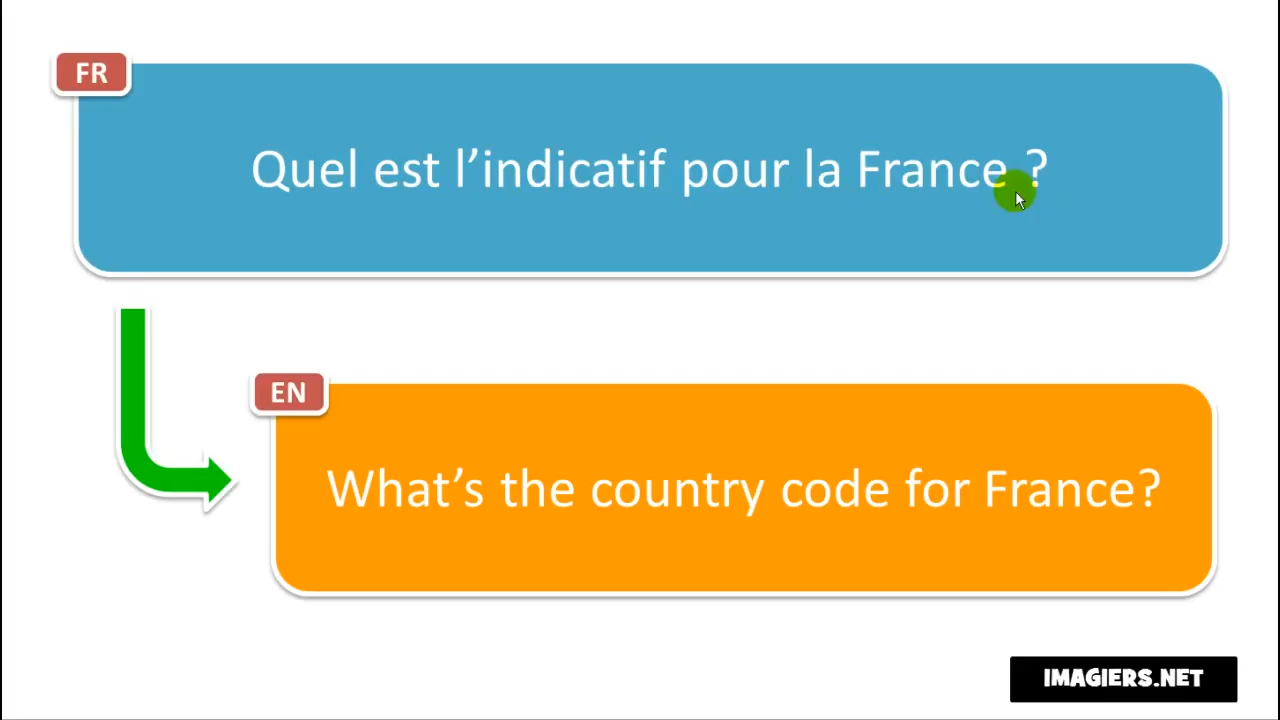 FR
Quel est l’indicatif pour la France ?
EN
What’s the country code for France?
IMAGIERS.NET